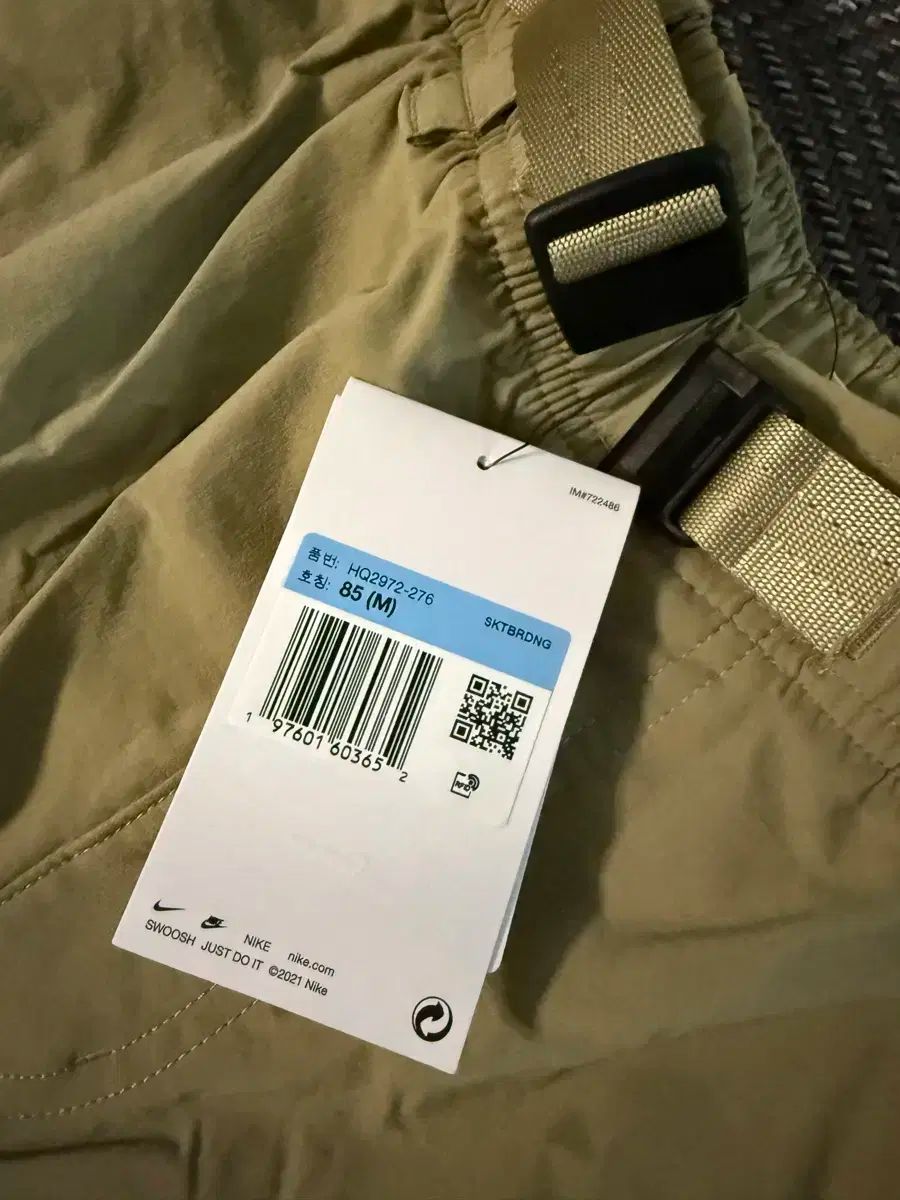 IM#722486
품번: HQ2972-276
호칭: 85 (M)
SKTBRDNG
1 97601 60365 2
RFID
NIKE nike.com
SWOOSH JUST DO IT ©2021 Nike